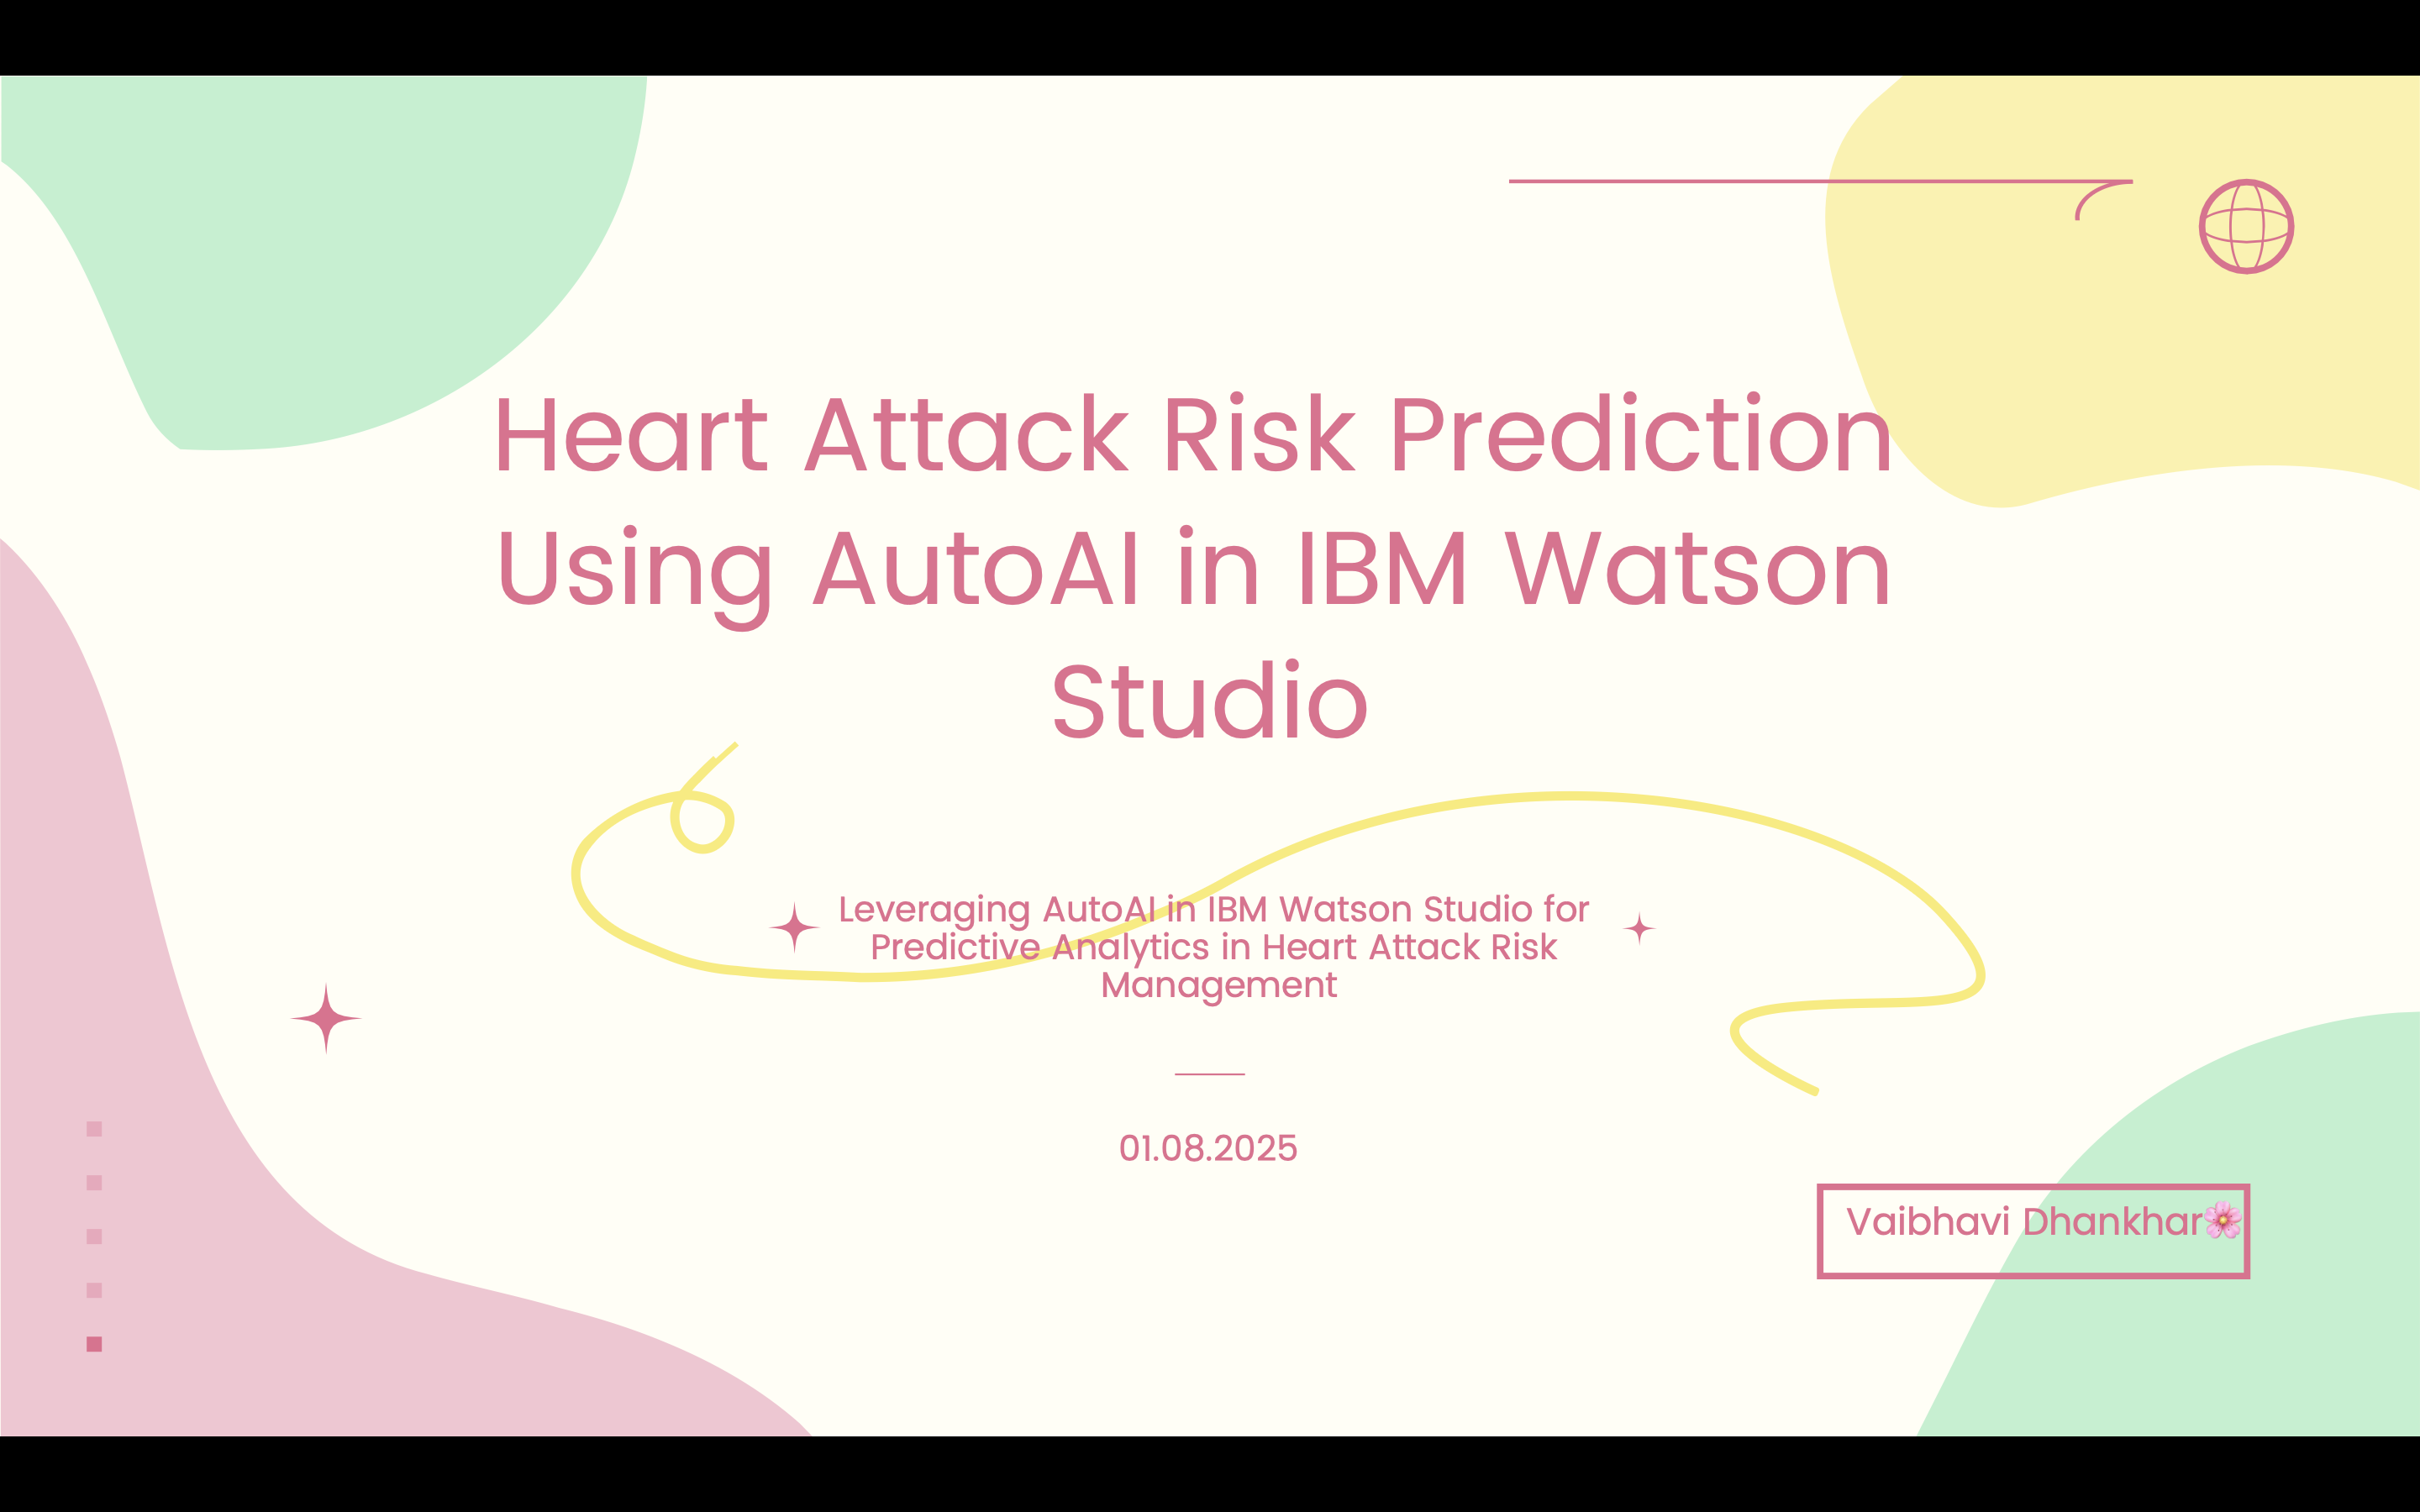 Heart Attack Risk Prediction
Using AutoAI in IBM Watson
Studio
Leveraging AutoAI in IBM Watson Studio for
Predictive Analytics in Heart Attack Risk
Management
01.08.2025
Vaibhavi Dhankhar🌸